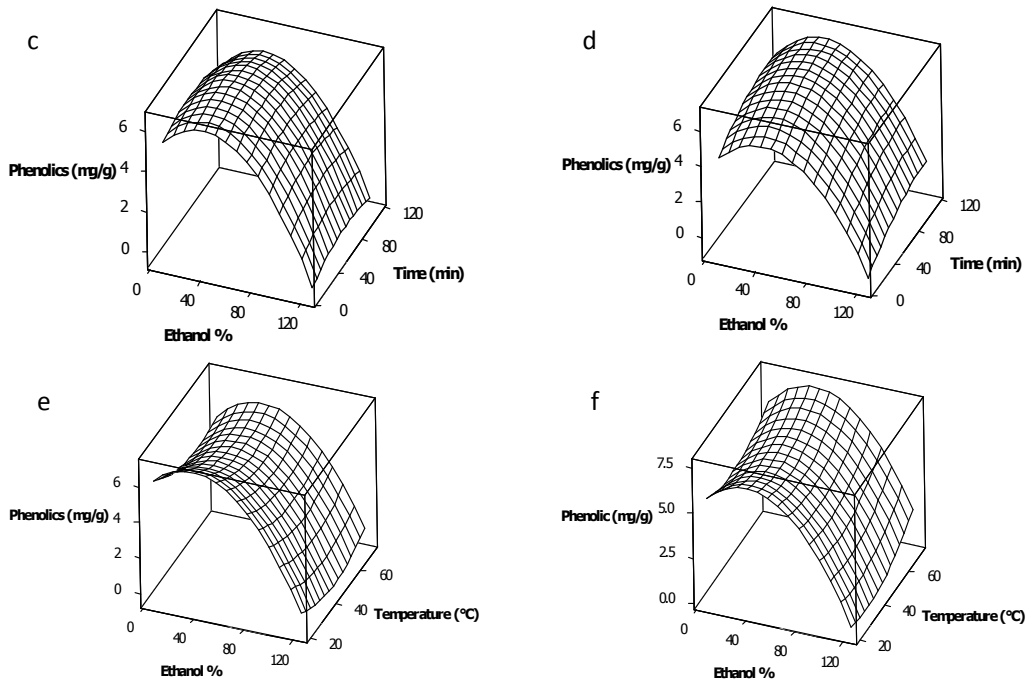 c
6
4
2
0
Phenolics (mg/g)
0
40
80
120
Ethanol %
0
40
80
120
Time (min)
d
6
4
2
0
Phenolics (mg/g)
0
40
80
120
Ethanol %
0
40
80
120
Time (min)
e
6
4
2
0
Phenolics (mg/g)
0
40
80
120
Ethanol %
20
40
60
Temperature (°C)
f
7.5
5.0
2.5
0.0
Phenolic (mg/g)
0
40
80
120
Ethanol %
20
40
60
Temperature (°C)